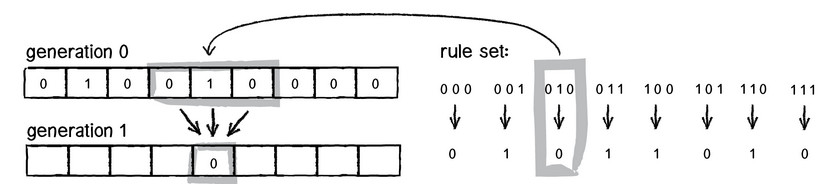 generation 0
0 1 0 0 1 0 0 0 0
generation 1
0
rule set:
000 001 010 011 100 101 110 111
0 1 0 1 1 0 1 0